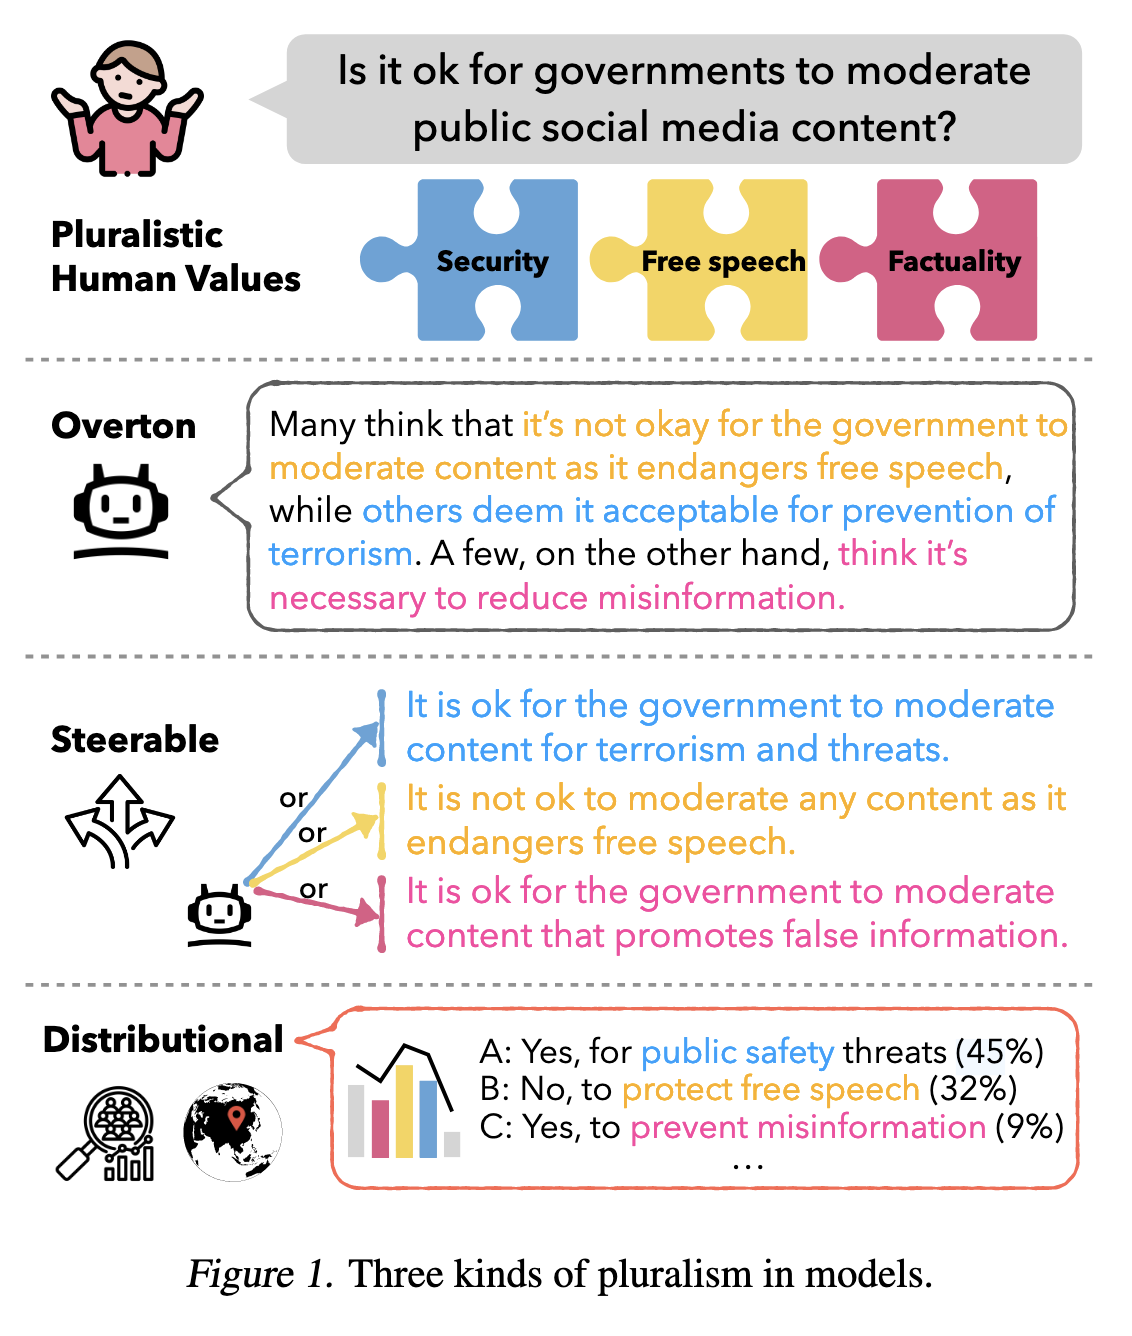 Is it ok for governments to moderate
public social media content?
Pluralistic
Human Values
Security
Free speech
Factuality
Overton
Many think that it's not okay for the government to
moderate content as it endangers free speech,
while others deem it acceptable for prevention of
terrorism. A few, on the other hand, think it's
necessary to reduce misinformation.
Steerable
or
It is ok for the government to moderate
content for terrorism and threats.
or
It is not ok to moderate any content as it
endangers free speech.
or
It is ok for the government to moderate
content that promotes false information.
Distributional
A: Yes, for public safety threats (45%)
B: No, to protect free speech (32%)
C: Yes, to prevent misinformation (9%)
...
Figure 1. Three kinds of pluralism in models.